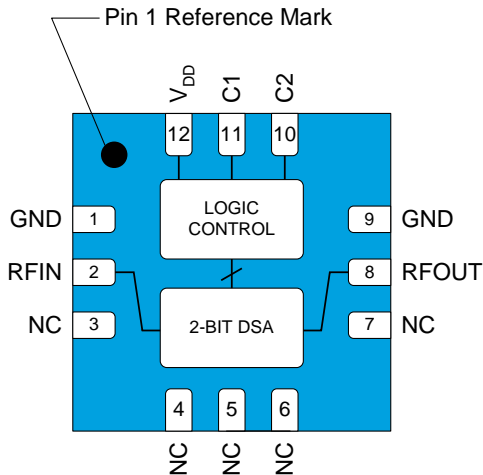 Pin 1 Reference Mark
VDD
C1
C2
12
11
10
GND
1
LOGIC
CONTROL
9
GND
RFIN
2
8
RFOUT
NC
3
2-BIT DSA
7
NC
4
5
6
NC
NC
NC